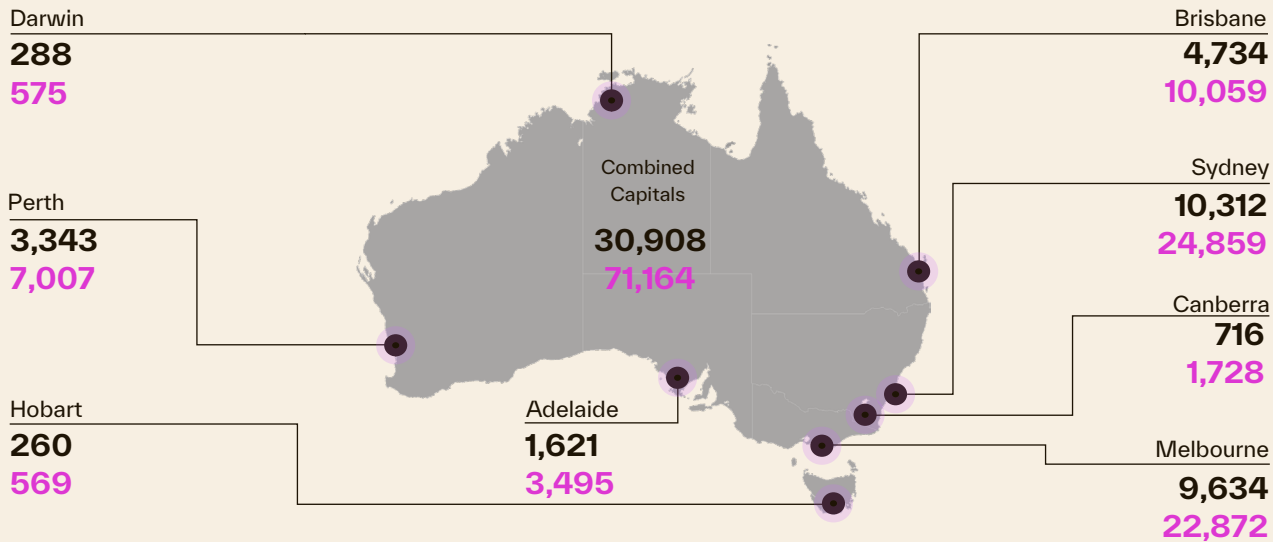 Darwin
288
575
Brisbane
4,734
10,059
Combined
Capitals
30,908
71,164
Sydney
10,312
24,859
Perth
3,343
7,007
Canberra
716
1,728
Hobart
260
569
Adelaide
1,621
3,495
Melbourne
9,634
22,872